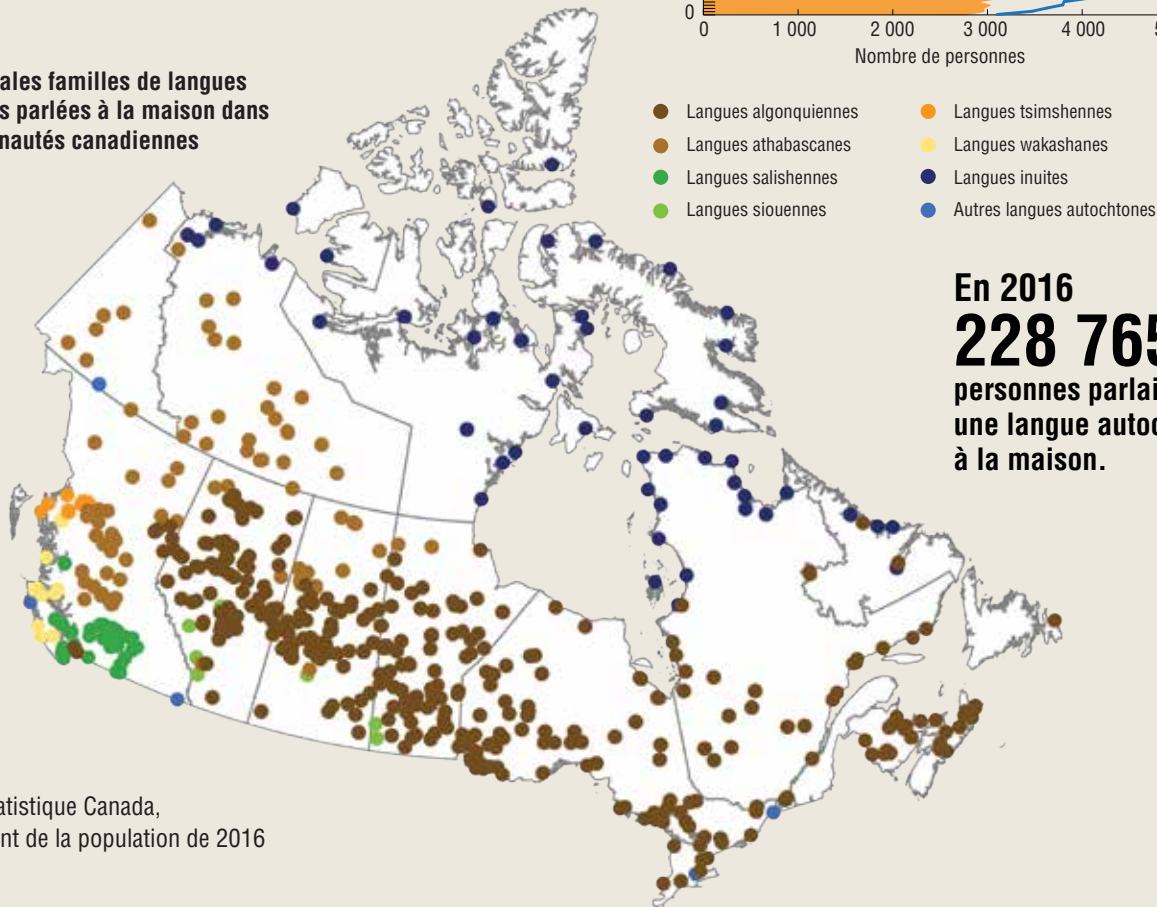 0
0 1 000 2 000 3 000 4 000 5
Nombre de personnes
ales familles de langues
s parlées à la maison dans
nautés canadiennes
Langues algonquiennes
Langues athabascanes
Langues salishennes
Langues siouennes
Langues tsimshennes
Langues wakashanes
Langues inuites
Autres langues autochtones
En 2016
228 765
personnes parlai
une langue autoc
à la maison.
atistique Canada,
nt de la population de 2016